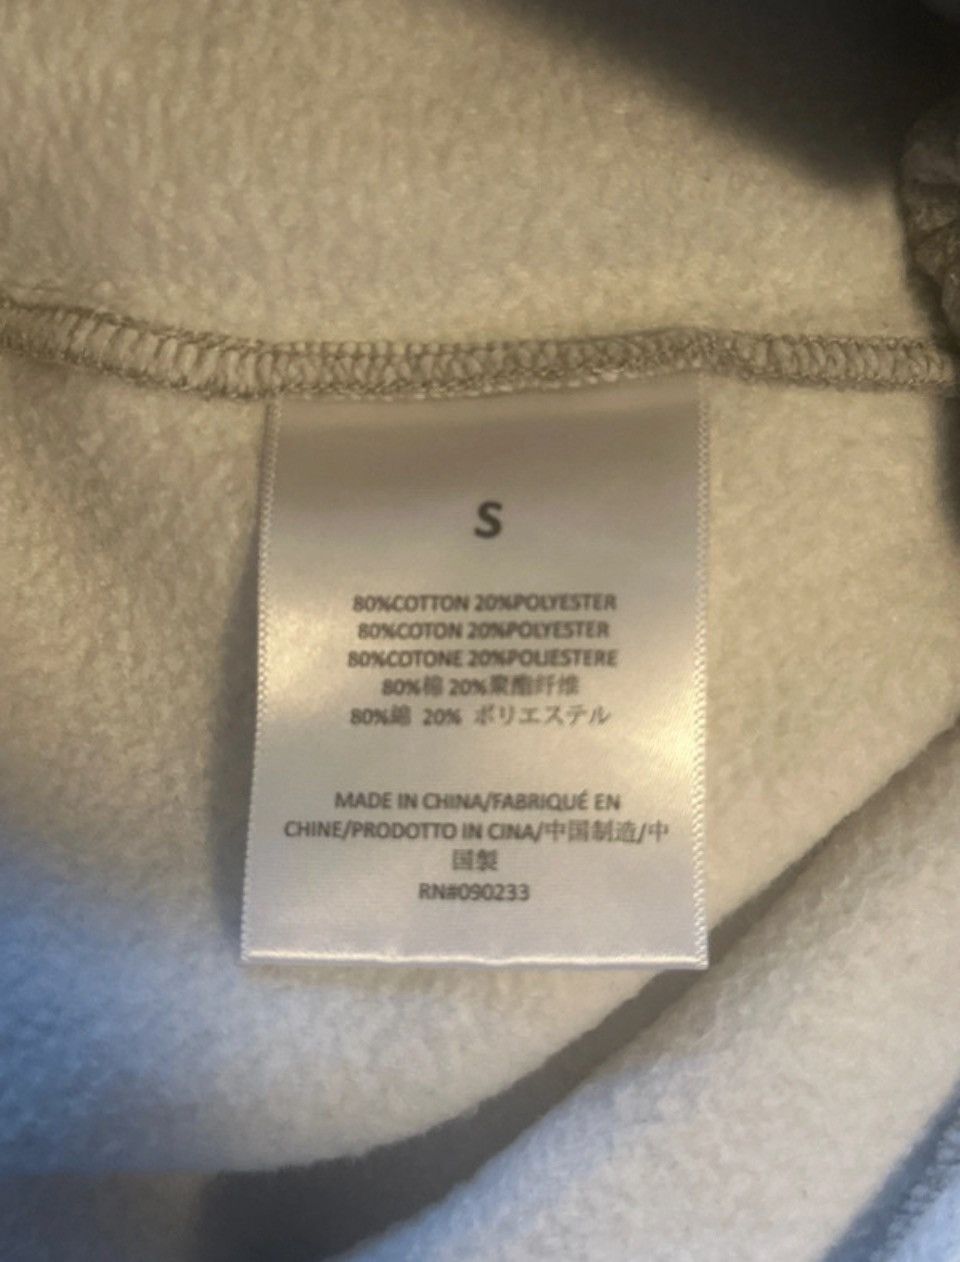 S
80%COTTON 20%POLYESTER
80%COTON 20%POLYESTER
80%COTONE 20%POLIESTERE
80%棉 20%聚酯纤维
80%綿 20% ポリエステル
MADE IN CHINA/FABRIQUÉ EN
CHINE/PRODOTTO IN CINA/中国制造/中
国製
RN#090233